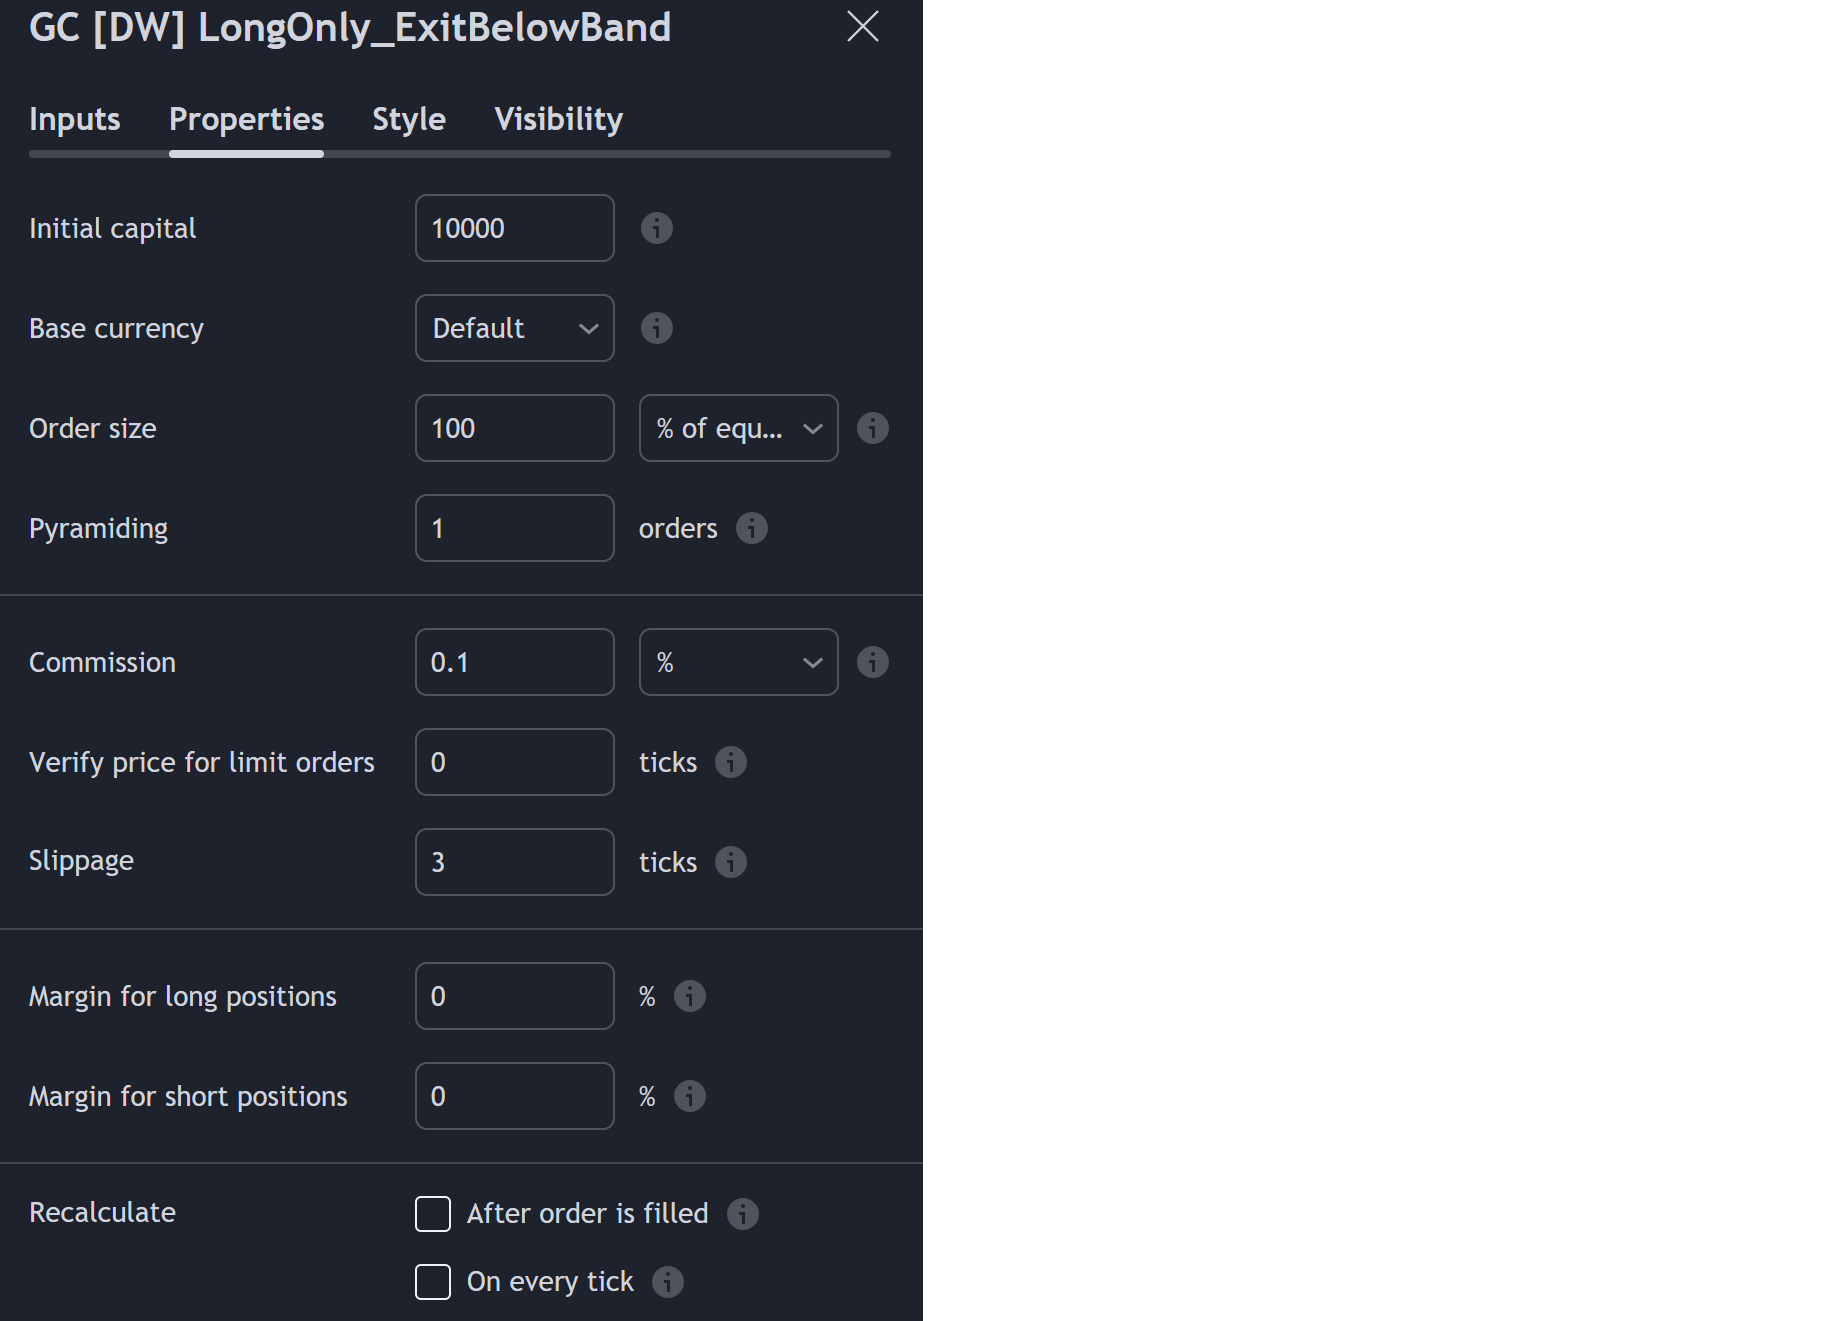 GC [DW] LongOnly_ExitBelowBand
Inputs Properties Style Visibility
Initial capital 10000
Base currency Default
Order size 100 % of equ...
Pyramiding 1 orders
Commission 0.1 %
Verify price for limit orders 0 ticks
Slippage 3 ticks
Margin for long positions 0 %
Margin for short positions 0 %
Recalculate After order is filled
On every tick